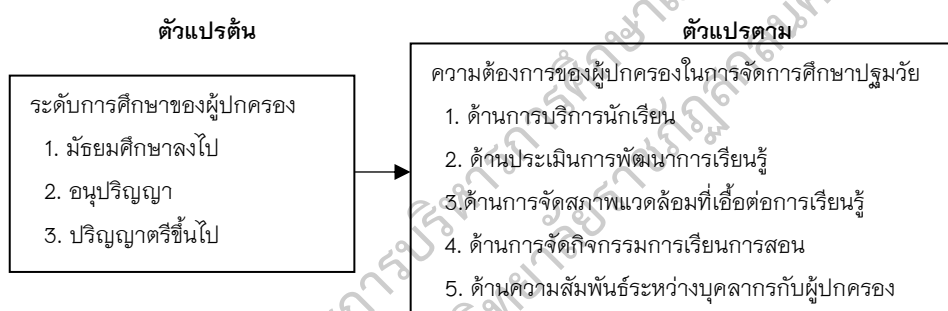 ตัวแปรต้น
ระดับการศึกษาของผู้ปกครอง
1. มัธยมศึกษาลงไป
2. อนุปริญญา
3. ปริญญาตรีขึ้นไป
ตัวแปรตาม
ความต้องการของผู้ปกครองในการจัดการศึกษาปฐมวัย
1. ด้านการบริการนักเรียน
2. ด้านประเมินการพัฒนาการเรียนรู้
3.ด้านการจัดสภาพแวดล้อมที่เอื้อต่อการเรียนรู้
4. ด้านการจัดกิจกรรมการเรียนการสอน
5. ด้านความสัมพันธ์ระหว่างบุคลากรกับผู้ปกครอง